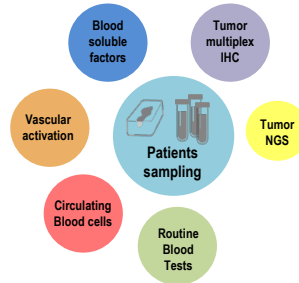 Blood
soluble
factors
Tumor
multiplex
IHC
Vascular
activation
Patients
sampling
Tumor
NGS
Circulating
Blood cells
Routine
Blood
Tests